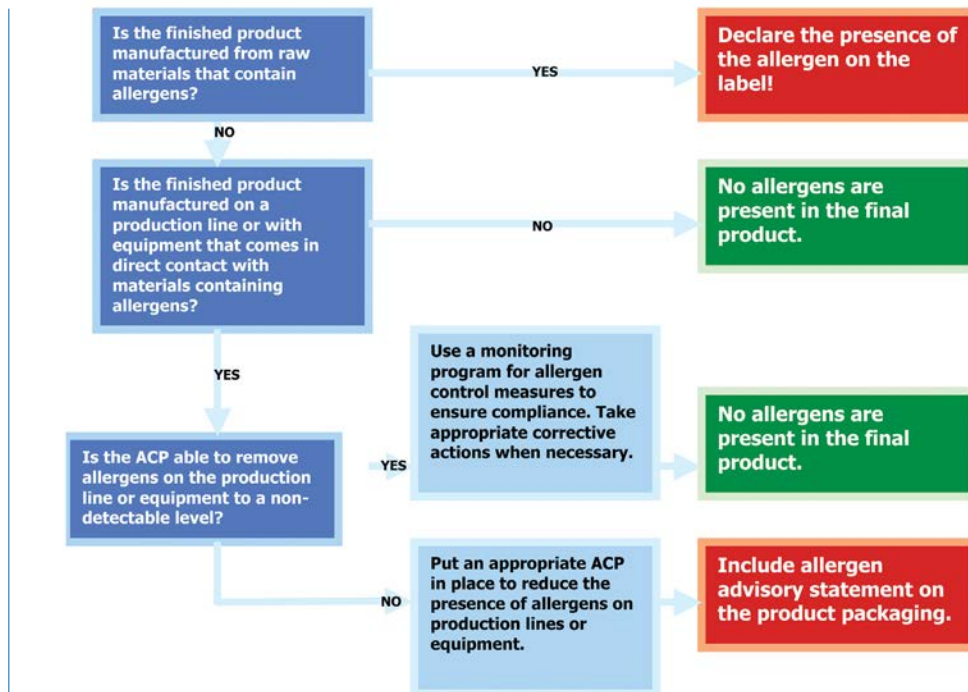 Is the finished product
manufactured from raw
materials that contain
allergens?
YES
Declare the presence of
the allergen on the
label!
NO
Is the finished product
manufactured on a
production line or with
equipment that comes in
direct contact with
materials containing
allergens?
NO
No allergens are
present in the final
product.
YES
Is the ACP able to remove
allergens on the production
line or equipment to a non-
detectable level?
YES
Use a monitoring
program for allergen
control measures to
ensure compliance. Take
appropriate corrective
actions when necessary.
No allergens are
present in the final
product.
NO
Put an appropriate ACP
in place to reduce the
presence of allergens on
production lines or
equipment.
Include allergen
advisory statement on
the product packaging.